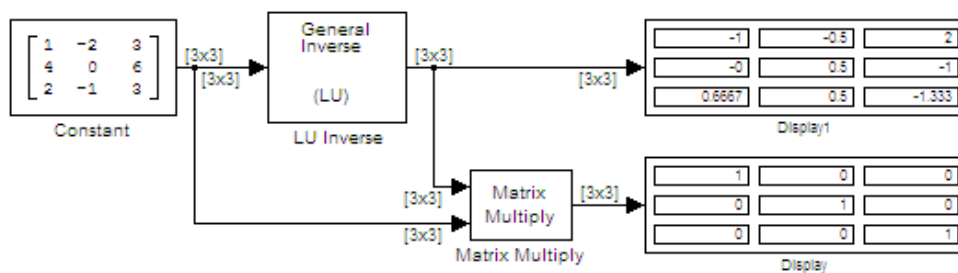 General
Inverse
(LU)
LU Inverse
1 -2 3
4 0 6
2 -1 3
Constant
[3x3]
[3x3]
[3x3]
[3x3]
-1 -0.5 2
-0 0.5 -1
0.6667 0.5 -1.333
Display1
[3x3]
[3x3]
Matrix
Multiply
Matrix Multiply
[3x3]
1 0 0
0 1 0
0 0 1
Display